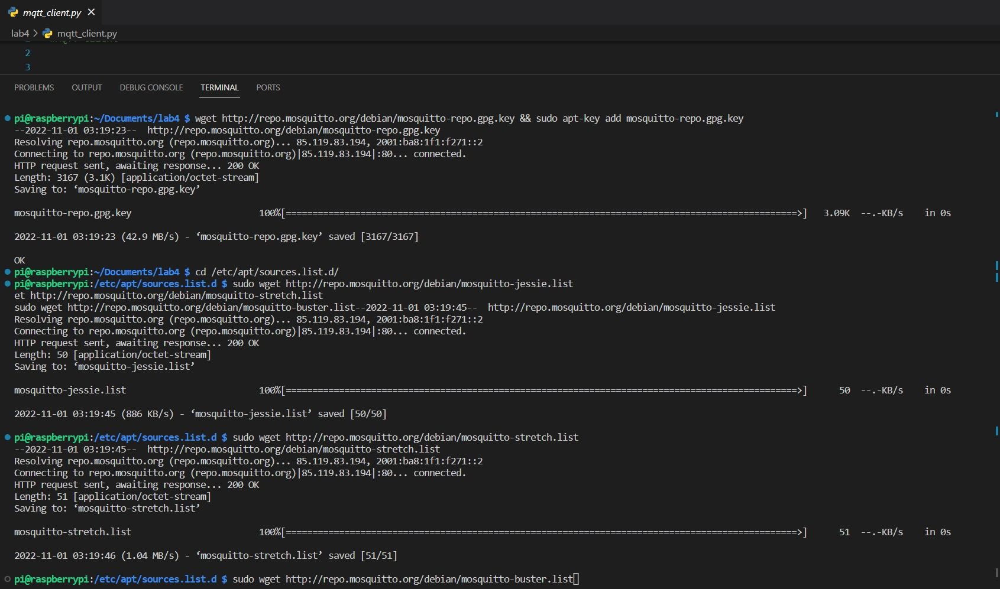 mqtt_client.py
lab4 > mqtt_client.py
2
3
PROBLEMS OUTPUT DEBUG CONSOLE TERMINAL PORTS
pi@raspberrypi:~/Documents/lab4 $ wget http://repo.mosquitto.org/debian/mosquitto-repo.gpg.key && sudo apt-key add mosquitto-repo.gpg.key
--2022-11-01 03:19:23--  http://repo.mosquitto.org/debian/mosquitto-repo.gpg.key
Resolving repo.mosquitto.org (repo.mosquitto.org)... 85.119.83.194, 2001:ba8:1f1:f271::2
Connecting to repo.mosquitto.org (repo.mosquitto.org)|85.119.83.194|:80... connected.
HTTP request sent, awaiting response... 200 OK
Length: 3167 (3.1K) [application/octet-stream]
Saving to: ‘mosquitto-repo.gpg.key’
mosquitto-repo.gpg.key 100%[================================================================================================>] 3.09K --.-KB/s in 0s
2022-11-01 03:19:23 (42.9 MB/s) - ‘mosquitto-repo.gpg.key’ saved [3167/3167]
OK
pi@raspberrypi:~/Documents/lab4 $ cd /etc/apt/sources.list.d/
pi@raspberrypi:/etc/apt/sources.list.d $ sudo wget http://repo.mosquitto.org/debian/mosquitto-jessie.list
et http://repo.mosquitto.org/debian/mosquitto-stretch.list
sudo wget http://repo.mosquitto.org/debian/mosquitto-buster.list--2022-11-01 03:19:45--  http://repo.mosquitto.org/debian/mosquitto-jessie.list
Resolving repo.mosquitto.org (repo.mosquitto.org)... 85.119.83.194, 2001:ba8:1f1:f271::2
Connecting to repo.mosquitto.org (repo.mosquitto.org)|85.119.83.194|:80... connected.
HTTP request sent, awaiting response... 200 OK
Length: 50 [application/octet-stream]
Saving to: ‘mosquitto-jessie.list’
mosquitto-jessie.list 100%[================================================================================================>] 50 --.-KB/s in 0s
2022-11-01 03:19:45 (886 KB/s) - ‘mosquitto-jessie.list’ saved [50/50]
pi@raspberrypi:/etc/apt/sources.list.d $ sudo wget http://repo.mosquitto.org/debian/mosquitto-stretch.list
--2022-11-01 03:19:45--  http://repo.mosquitto.org/debian/mosquitto-stretch.list
Resolving repo.mosquitto.org (repo.mosquitto.org)... 85.119.83.194, 2001:ba8:1f1:f271::2
Connecting to repo.mosquitto.org (repo.mosquitto.org)|85.119.83.194|:80... connected.
HTTP request sent, awaiting response... 200 OK
Length: 51 [application/octet-stream]
Saving to: ‘mosquitto-stretch.list’
mosquitto-stretch.list 100%[================================================================================================>] 51 --.-KB/s in 0s
2022-11-01 03:19:46 (1.04 MB/s) - ‘mosquitto-stretch.list’ saved [51/51]
pi@raspberrypi:/etc/apt/sources.list.d $ sudo wget http://repo.mosquitto.org/debian/mosquitto-buster.list